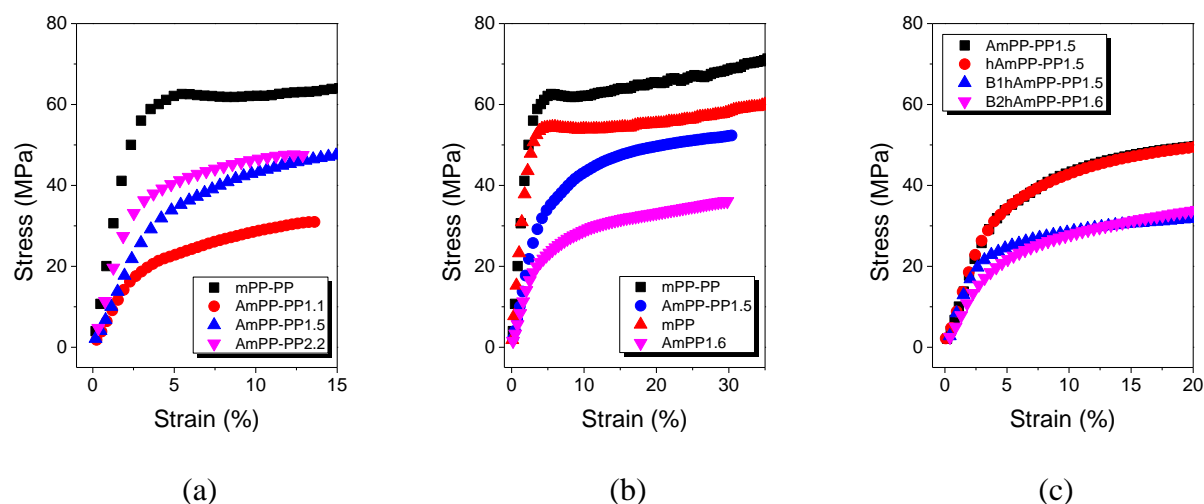 80
60
40
20
0
Stress (MPa)
mPP-PP
AmPP-PP1.1
AmPP-PP1.5
AmPP-PP2.2
0 5 10 15
Strain (%)
(a)
80
60
40
20
0
Stress (MPa)
mPP-PP
AmPP-PP1.5
mPP
AmPP1.6
0 10 20 30
Strain (%)
(b)
80
60
40
20
0
Stress (MPa)
AmPP-PP1.5
hAmPP-PP1.5
B1hAmPP-PP1.5
B2hAmPP-PP1.6
0 5 10 15 20
Strain (%)
(c)